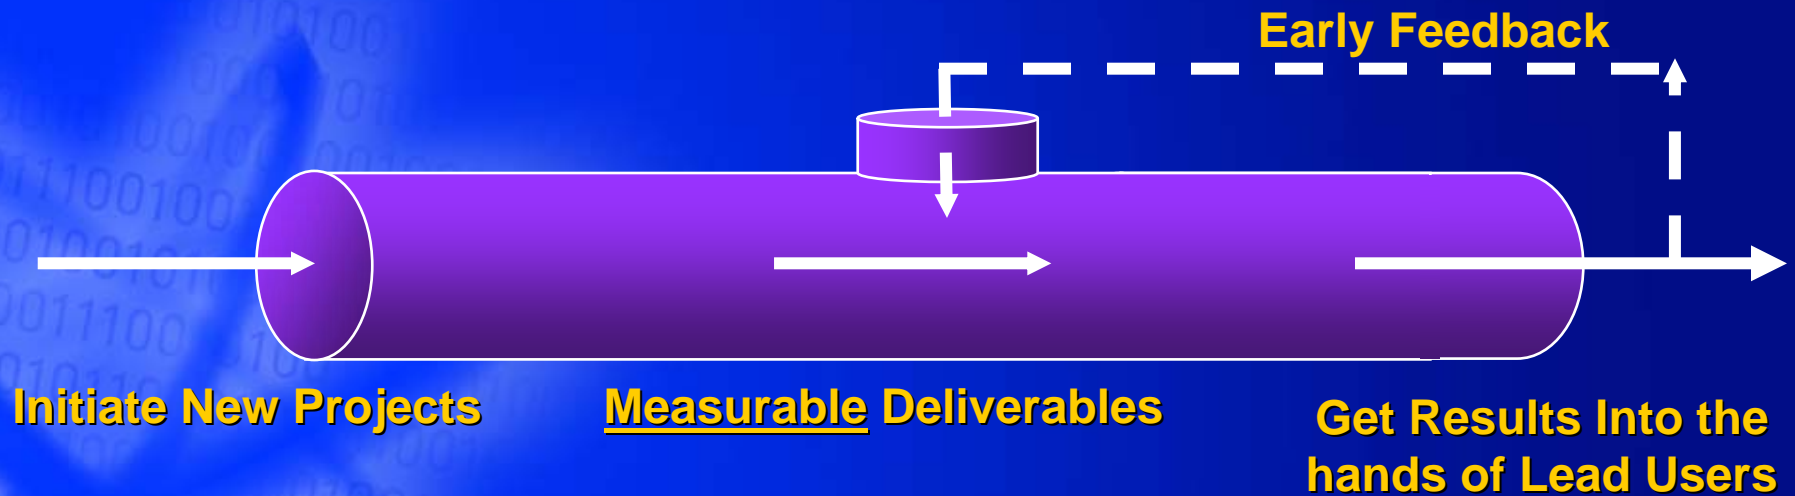 Early Feedback
Initiate New Projects
Measurable Deliverables
Get Results Into the
hands of Lead Users